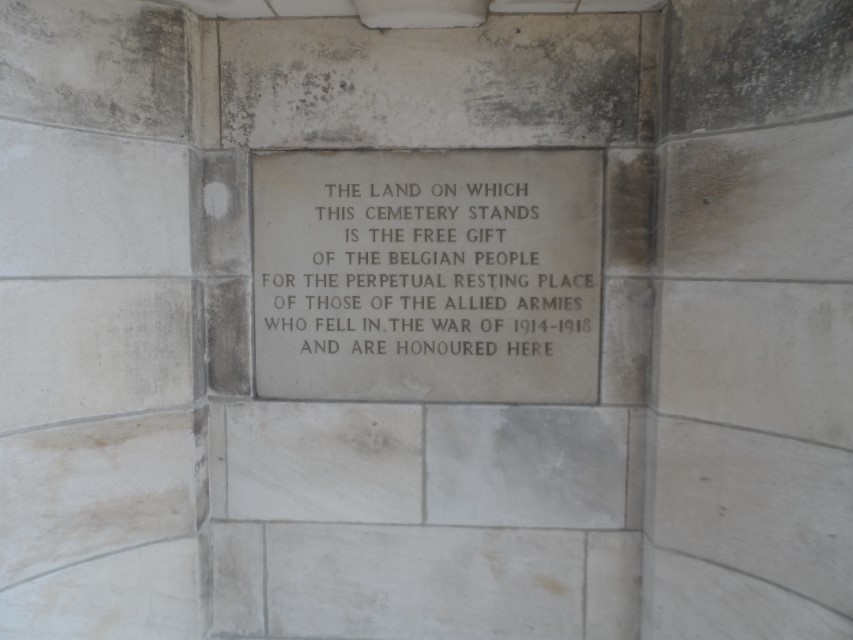 THE LAND ON WHICH
THIS CEMETERY STANDS
IS THE FREE GIFT
OF THE BELGIAN PEOPLE
FOR THE PERPETUAL RESTING PLACE
OF THOSE OF THE ALLIED ARMIES
WHO FELL IN THE WAR OF 1914-1918
AND ARE HONOURED HERE